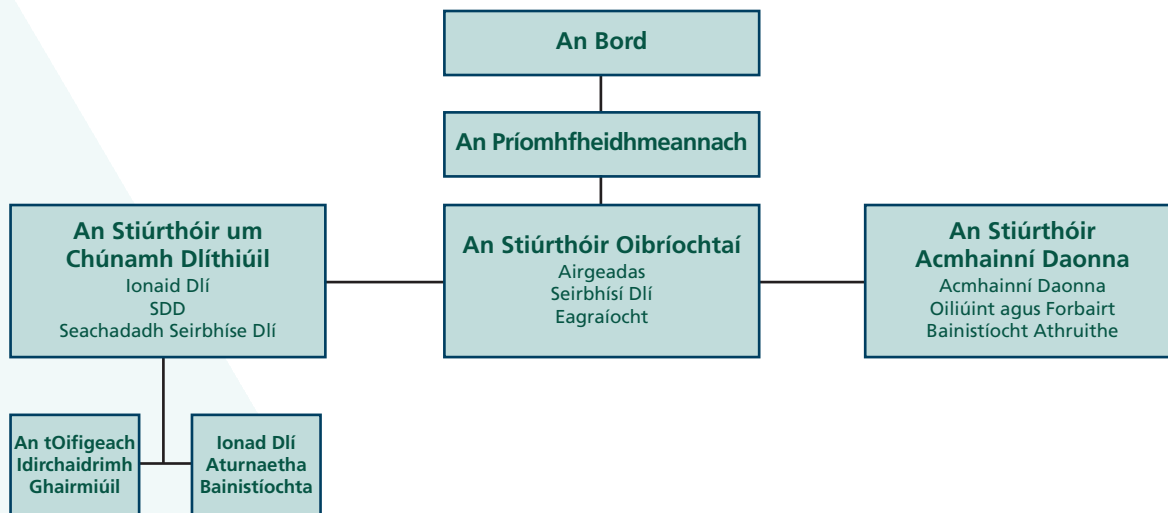 An Bord
An Príomhfheidhmeannach
An Stiúrthóir um
Chúnamh Dlíthiúil
Ionaid Dlí
SDD
Seachadadh Seirbhíse Dlí
An Stiúrthóir Oibríochtaí
Airgeadas
Seirbhísí Dlí
Eagraíocht
An Stiúrthóir
Acmhainní Daonna
Acmhainní Daonna
Oiliúint agus Forbairt
Bainistíocht Athruithe
An tOifigeach
Idirchaidrimh
Ghairmiúil
Ionad Dlí
Aturnaetha
Bainistíochta